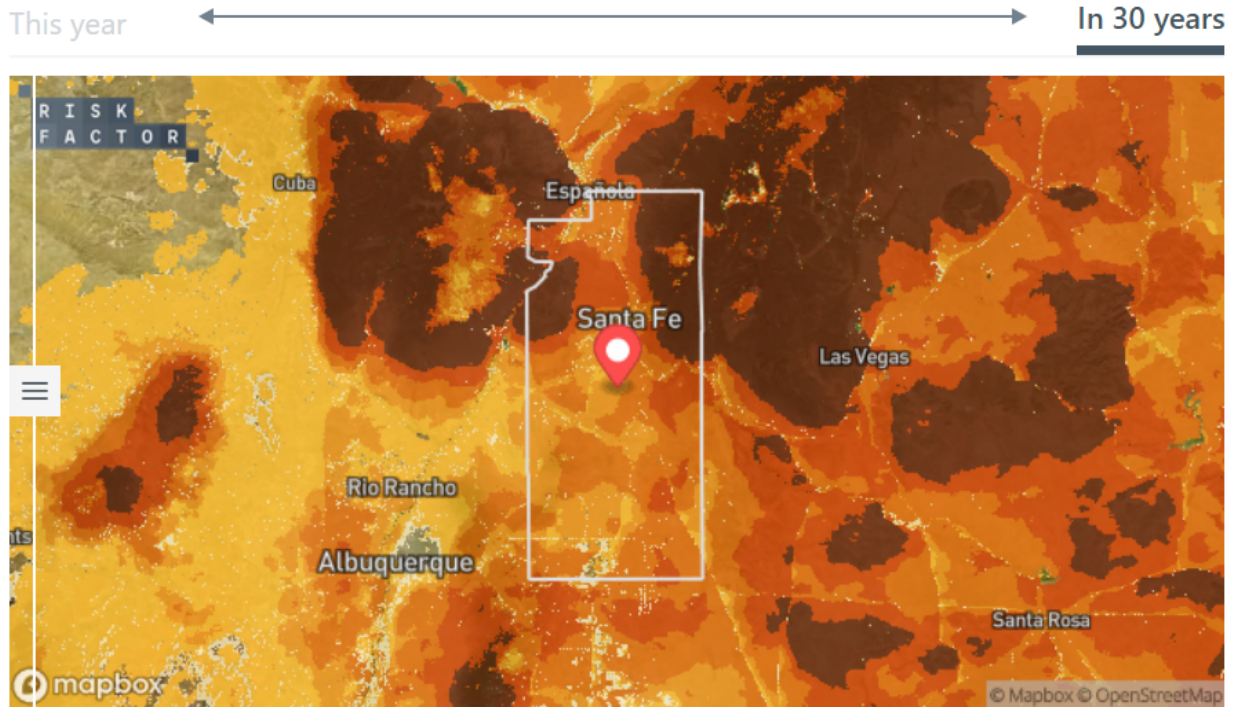 This year
In 30 years
RISK
FACTOR
Cuba
Española
Santa Fe
Las Vegas
Rio Rancho
nts
Albuquerque
Santa Rosa
mapbox
© Mapbox © OpenStreetMap